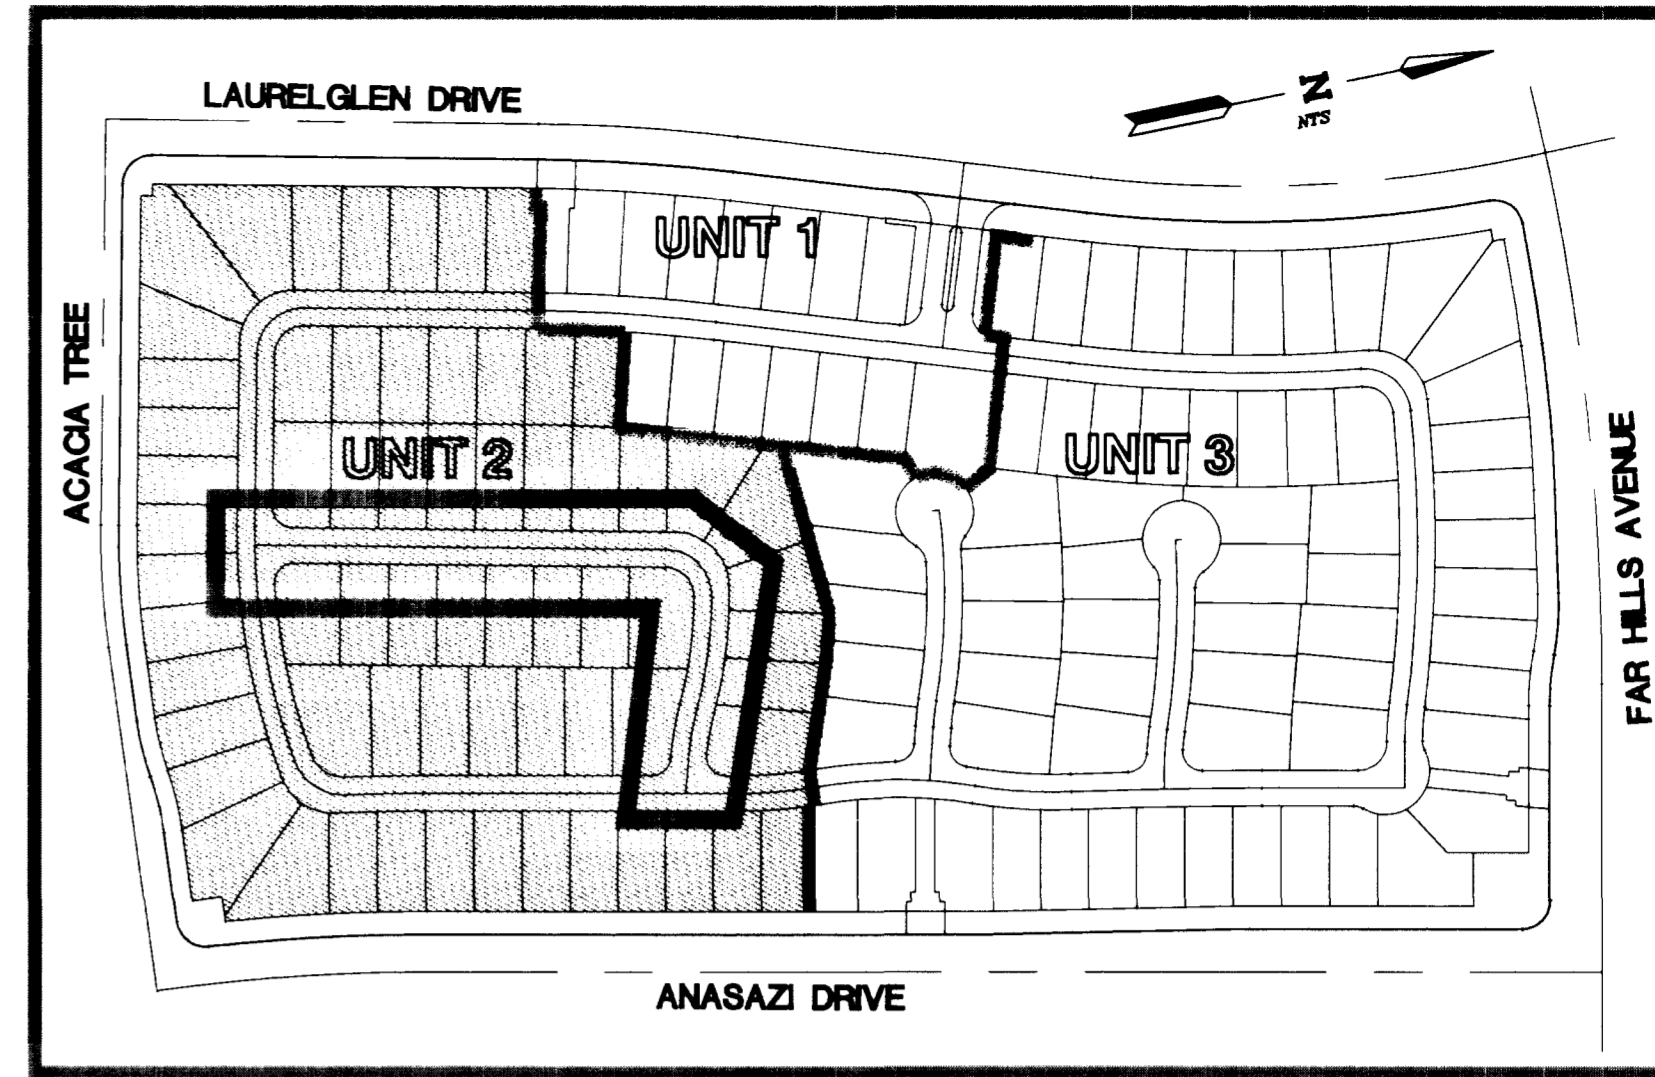 LAURELGLEN DRIVE
N
NTS
UNIT 1
ACACIA TREE
UNIT 2
UNIT 3
FAR HILLS AVENUE
ANASAZI DRIVE